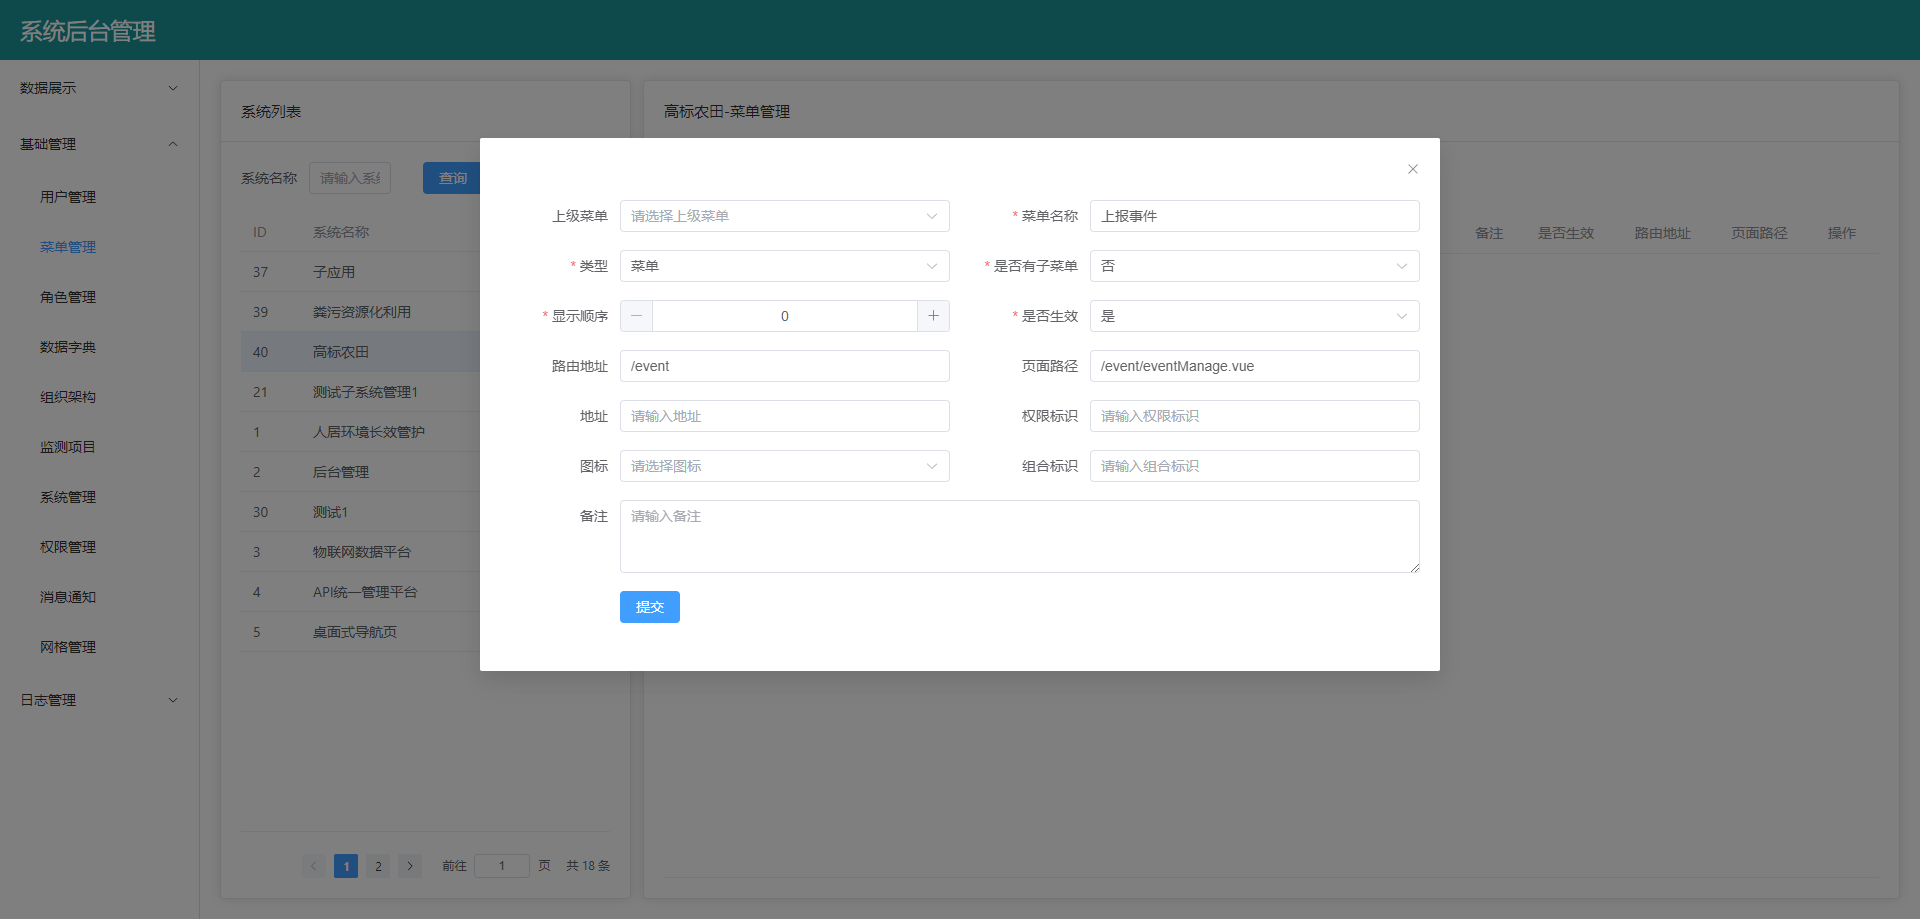 系统后台管理
数据展示
基础管理
用户管理
菜单管理
角色管理
数据字典
组织架构
监测项目
系统管理
权限管理
消息通知
网格管理
日志管理
系统列表
系统名称 请输入系统 查询
ID 系统名称
37 子应用
39 粪污资源化利用
40 高标农田
21 测试子系统管理1
1 人居环境长效管护
2 后台管理
30 测试1
3 物联网数据平台
4 API统一管理平台
5 桌面式导航页
1 2 前往 1 页 共 18 条
高标农田-菜单管理
备注 是否生效 路由地址 页面路径 操作
上级菜单 请选择上级菜单 * 菜单名称 上报事件
* 类型 菜单 * 是否有子菜单 否
* 显示顺序 0 * 是否生效 是
路由地址 /event 页面路径 /event/eventManage.vue
地址 请输入地址 权限标识 请输入权限标识
图标 请选择图标 组合标识 请输入组合标识
备注 请输入备注
提交